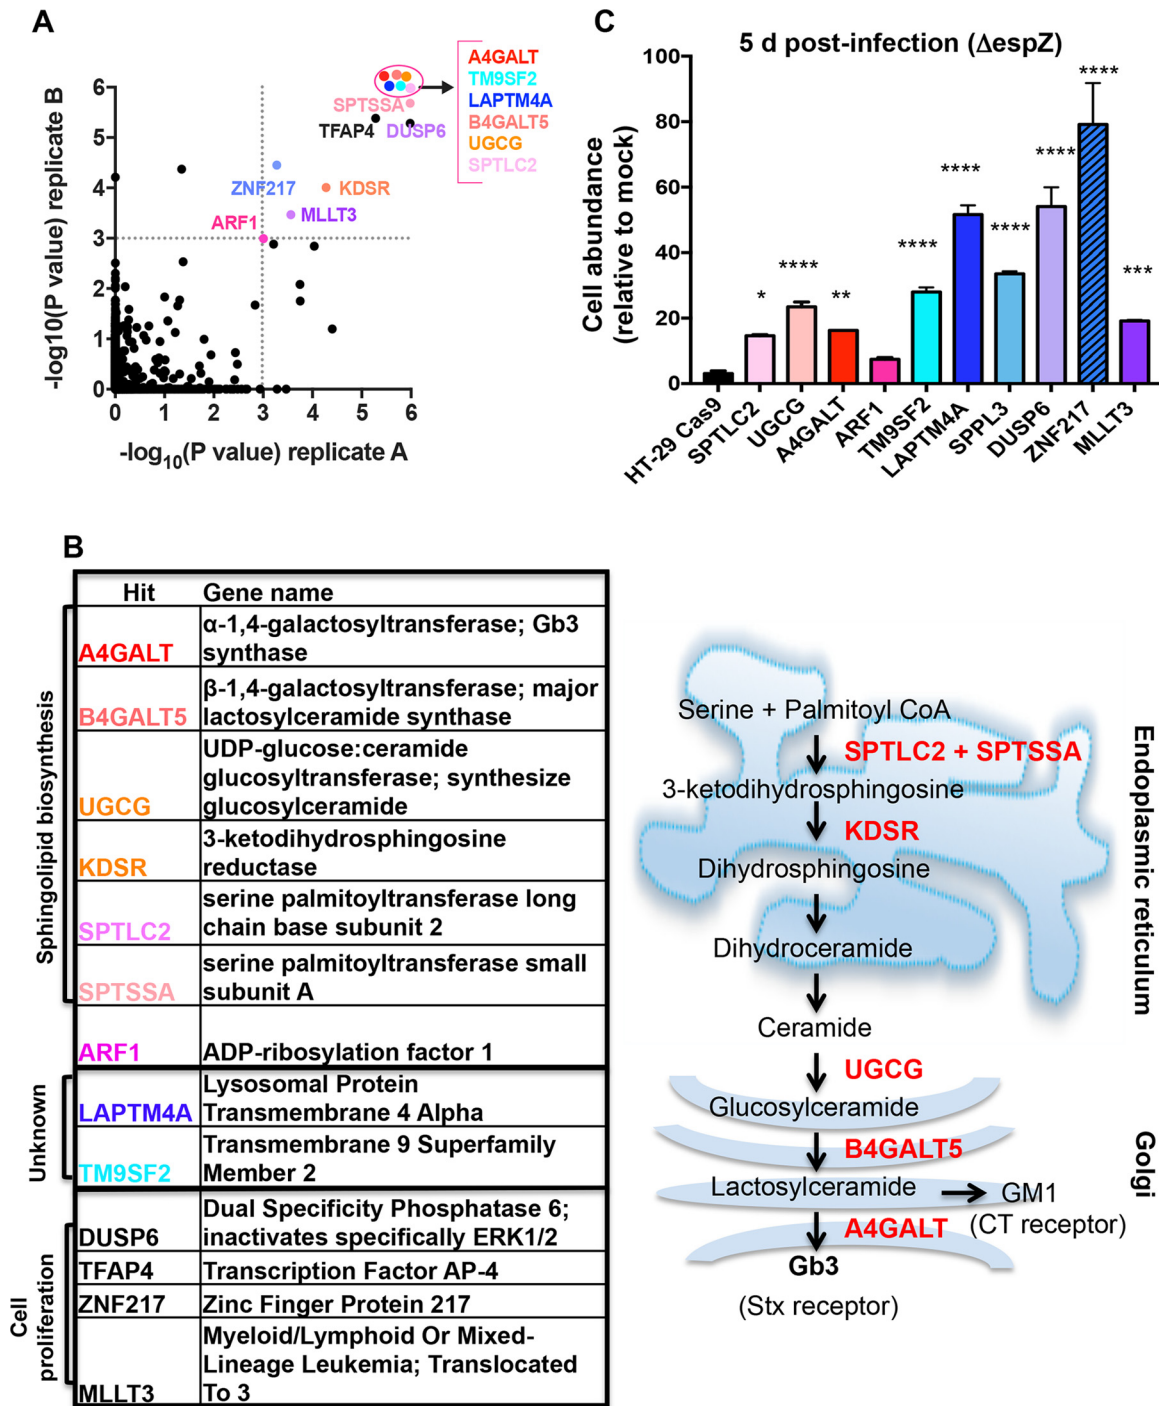 A
A4GALT
TM9SF2
LAPTM4A
B4GALT5
UGCG
SPTLC2
SPTSSA
TFAP4
DUSP6
ZNF217
KDSR
MLLT3
ARF1
6
5
4
3
2
1
0
0
1
2
3
4
5
6
-log10(P value) replicate B
-log10(P value) replicate A
C
5 d post-infection (ΔespZ)
100
80
60
40
20
0
Cell abundance
(relative to mock)
*
****
**
****
****
****
****
****
***
HT-29 Cas9
SPTLC2
UGCG
A4GALT
ARF1
TM9SF2
LAPTM4A
SPPL3
DUSP6
ZNF217
MLLT3
B
Hit Gene name
Sphingolipid biosynthesis
α-1,4-galactosyltransferase; Gb3
A4GALT synthase
β-1,4-galactosyltransferase; major
B4GALT5 lactosylceramide synthase
UDP-glucose:ceramide
glucosyltransferase; synthesize
UGCG glucosylceramide
3-ketodihydrosphingosine
KDSR reductase
serine palmitoyltransferase long
SPTLC2 chain base subunit 2
serine palmitoyltransferase small
SPTSSA subunit A
ARF1 ADP-ribosylation factor 1
Unknown
Lysosomal Protein
LAPTM4A Transmembrane 4 Alpha
Transmembrane 9 Superfamily
TM9SF2 Member 2
Cell
proliferation
Dual Specificity Phosphatase 6;
DUSP6 inactivates specifically ERK1/2
TFAP4 Transcription Factor AP-4
ZNF217 Zinc Finger Protein 217
Myeloid/Lymphoid Or Mixed-
Lineage Leukemia; Translocated
MLLT3 To 3
Serine + Palmitoyl CoA
SPTLC2 + SPTSSA
3-ketodihydrosphingosine
KDSR
Dihydrosphingosine
Dihydroceramide
Ceramide
UGCG
Glucosylceramide
B4GALT5
Lactosylceramide
GM1
A4GALT
(CT receptor)
Gb3
(Stx receptor)
Endoplasmic reticulum
Golgi